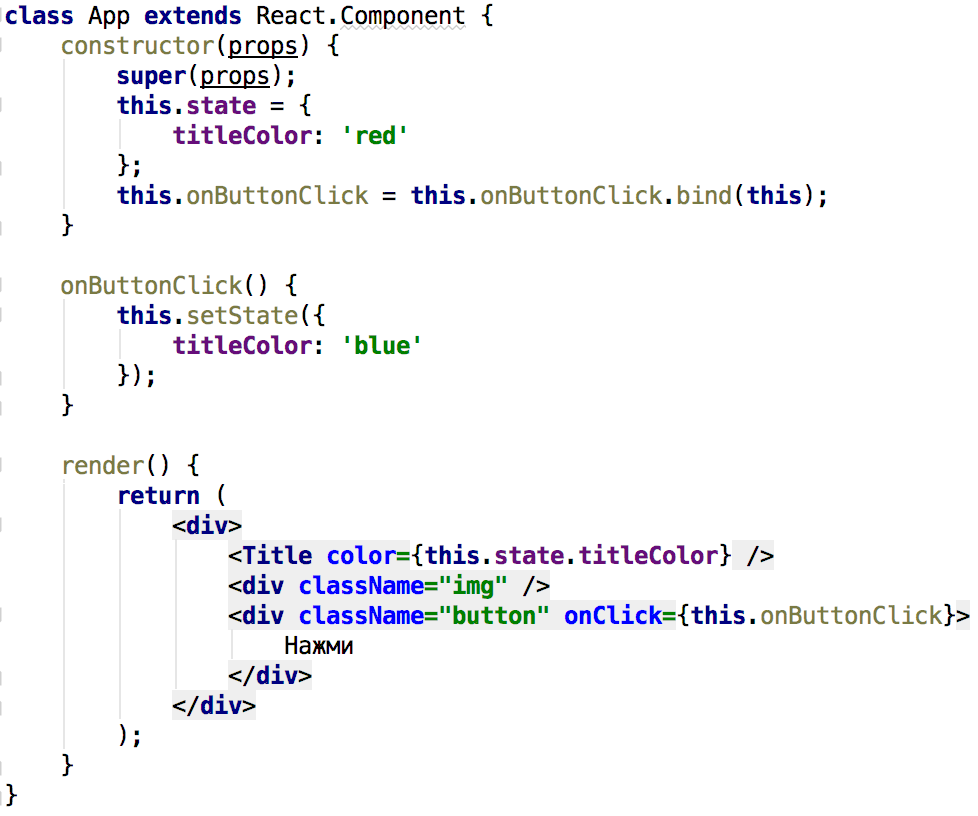 class App extends React.Component {
    constructor(props) {
        super(props);
        this.state = {
            titleColor: 'red'
        };
        this.onButtonClick = this.onButtonClick.bind(this);
    }

    onButtonClick() {
        this.setState({
            titleColor: 'blue'
        });
    }

    render() {
        return (
            <div>
                <Title color={this.state.titleColor} />
                <div className="img" />
                <div className="button" onClick={this.onButtonClick}>
                    Нажми
                </div>
            </div>
        );
    }
}